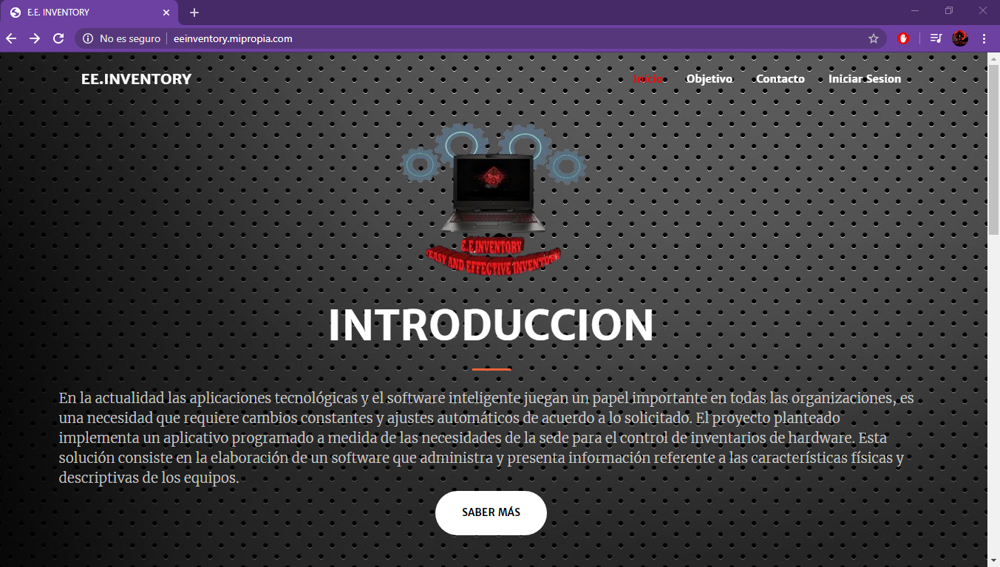 E.E. INVENTORY
No es seguro
eeinventory.mipropia.com
EE.INVENTORY
Inicio
Objetivo
Contacto
Iniciar Sesion
E.E.INVENTORY
EASY AND EFFECTIVE INVENTORY
INTRODUCCION
En la actualidad las aplicaciones tecnológicas y el software inteligente juegan un papel importante en todas las organizaciones, es
una necesidad que requiere cambios constantes y ajustes automáticos de acuerdo a lo solicitado. El proyecto planteado
implementa un aplicativo programado a medida de las necesidades de la sede para el control de inventarios de hardware. Esta
solución consiste en la elaboración de un software que administra y presenta información referente a las características físicas y
descriptivas de los equipos.
SABER MÁS